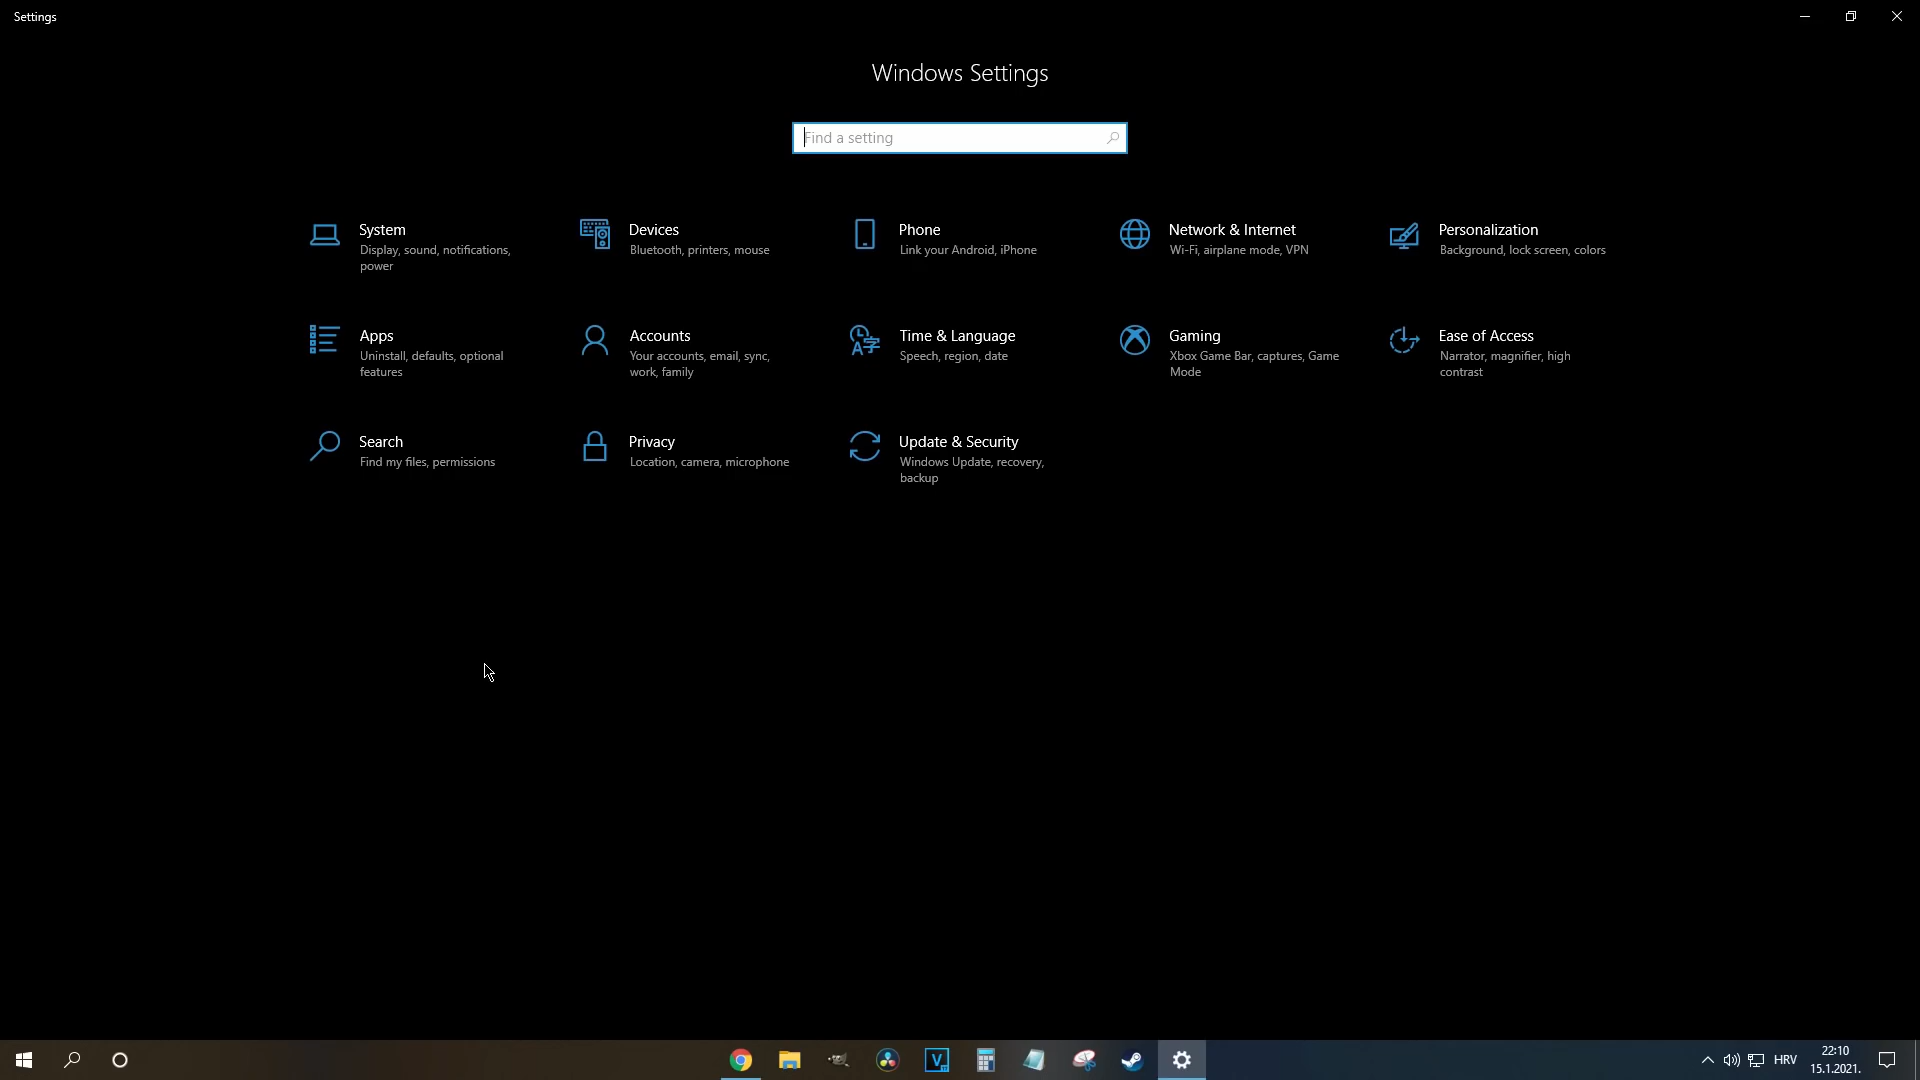 Settings
Windows Settings
Find a setting
System
Display, sound, notifications,
power
Devices
Bluetooth, printers, mouse
Phone
Link your Android, iPhone
Network & Internet
Wi-Fi, airplane mode, VPN
Personalization
Background, lock screen, colors
Apps
Uninstall, defaults, optional
features
Accounts
Your accounts, email, sync,
work, family
Time & Language
Speech, region, date
Gaming
Xbox Game Bar, captures, Game
Mode
Ease of Access
Narrator, magnifier, high
contrast
Search
Find my files, permissions
Privacy
Location, camera, microphone
Update & Security
Windows Update, recovery,
backup
HRV
22:10
15.1.2021.